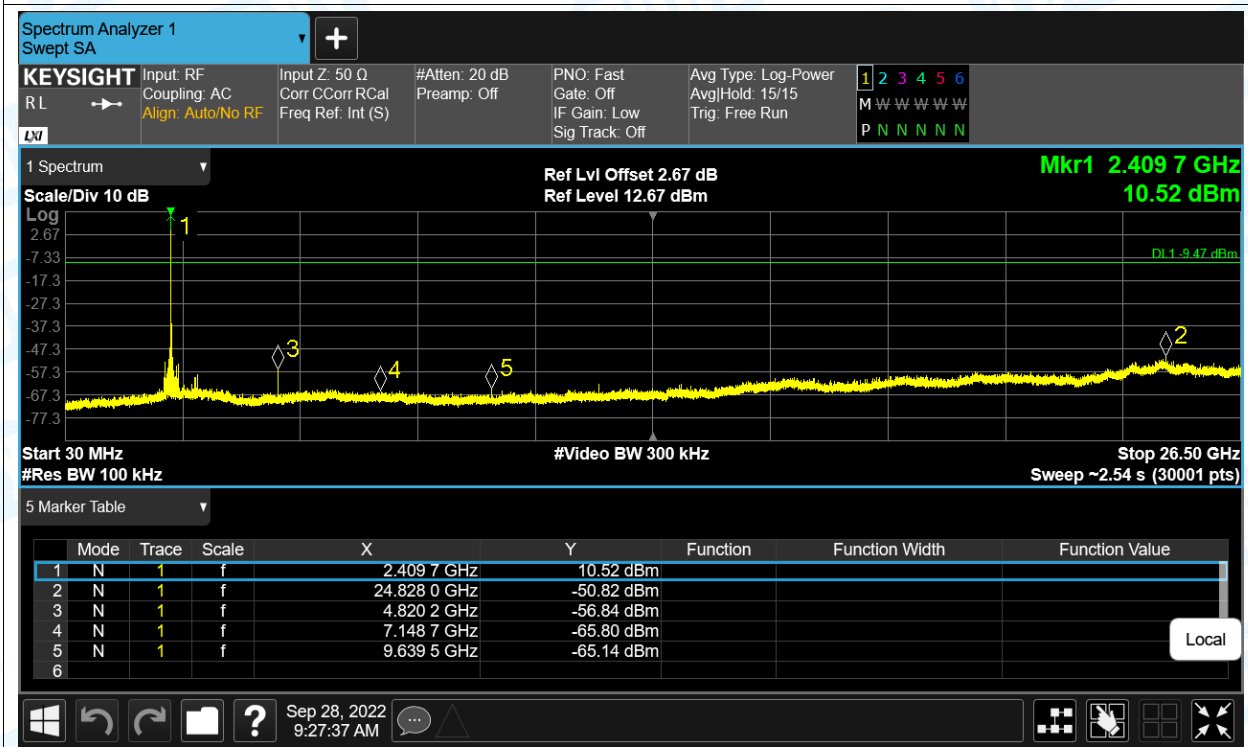 Spectrum Analyzer 1
Swept SA
KEYSIGHT Input: RF Input Z: 50 Ω #Atten: 20 dB PNO: Fast Avg Type: Log-Power 1 2 3 4 5 6
RL Coupling: AC Corr CCorr RCal Preamp: Off Gate: Off Avg|Hold: 15/15 M W W W W W W
Align: Auto/No RF Freq Ref: Int (S) IF Gain: Low Trig: Free Run
LXI Sig Track: Off P N N N N N N
1 Spectrum Ref Lvl Offset 2.67 dB Mkr1 2.409 7 GHz
Scale/Div 10 dB Ref Level 12.67 dBm 10.52 dBm
Log
1
2.67
-7.33 DL1 -9.47 dBm
-17.3
-27.3
-37.3
2
-47.3 3
-57.3 4 5
-67.3
-77.3
Start 30 MHz #Video BW 300 kHz Stop 26.50 GHz
#Res BW 100 kHz Sweep ~2.54 s (30001 pts)
5 Marker Table
Mode Trace Scale X Y Function Function Width Function Value
1 N 1 f 2.409 7 GHz 10.52 dBm
2 N 1 f 24.828 0 GHz -50.82 dBm
3 N 1 f 4.820 2 GHz -56.84 dBm
4 N 1 f 7.148 7 GHz -65.80 dBm
5 N 1 f 9.639 5 GHz -65.14 dBm
6
Local
? Sep 28, 2022
9:27:37 AM